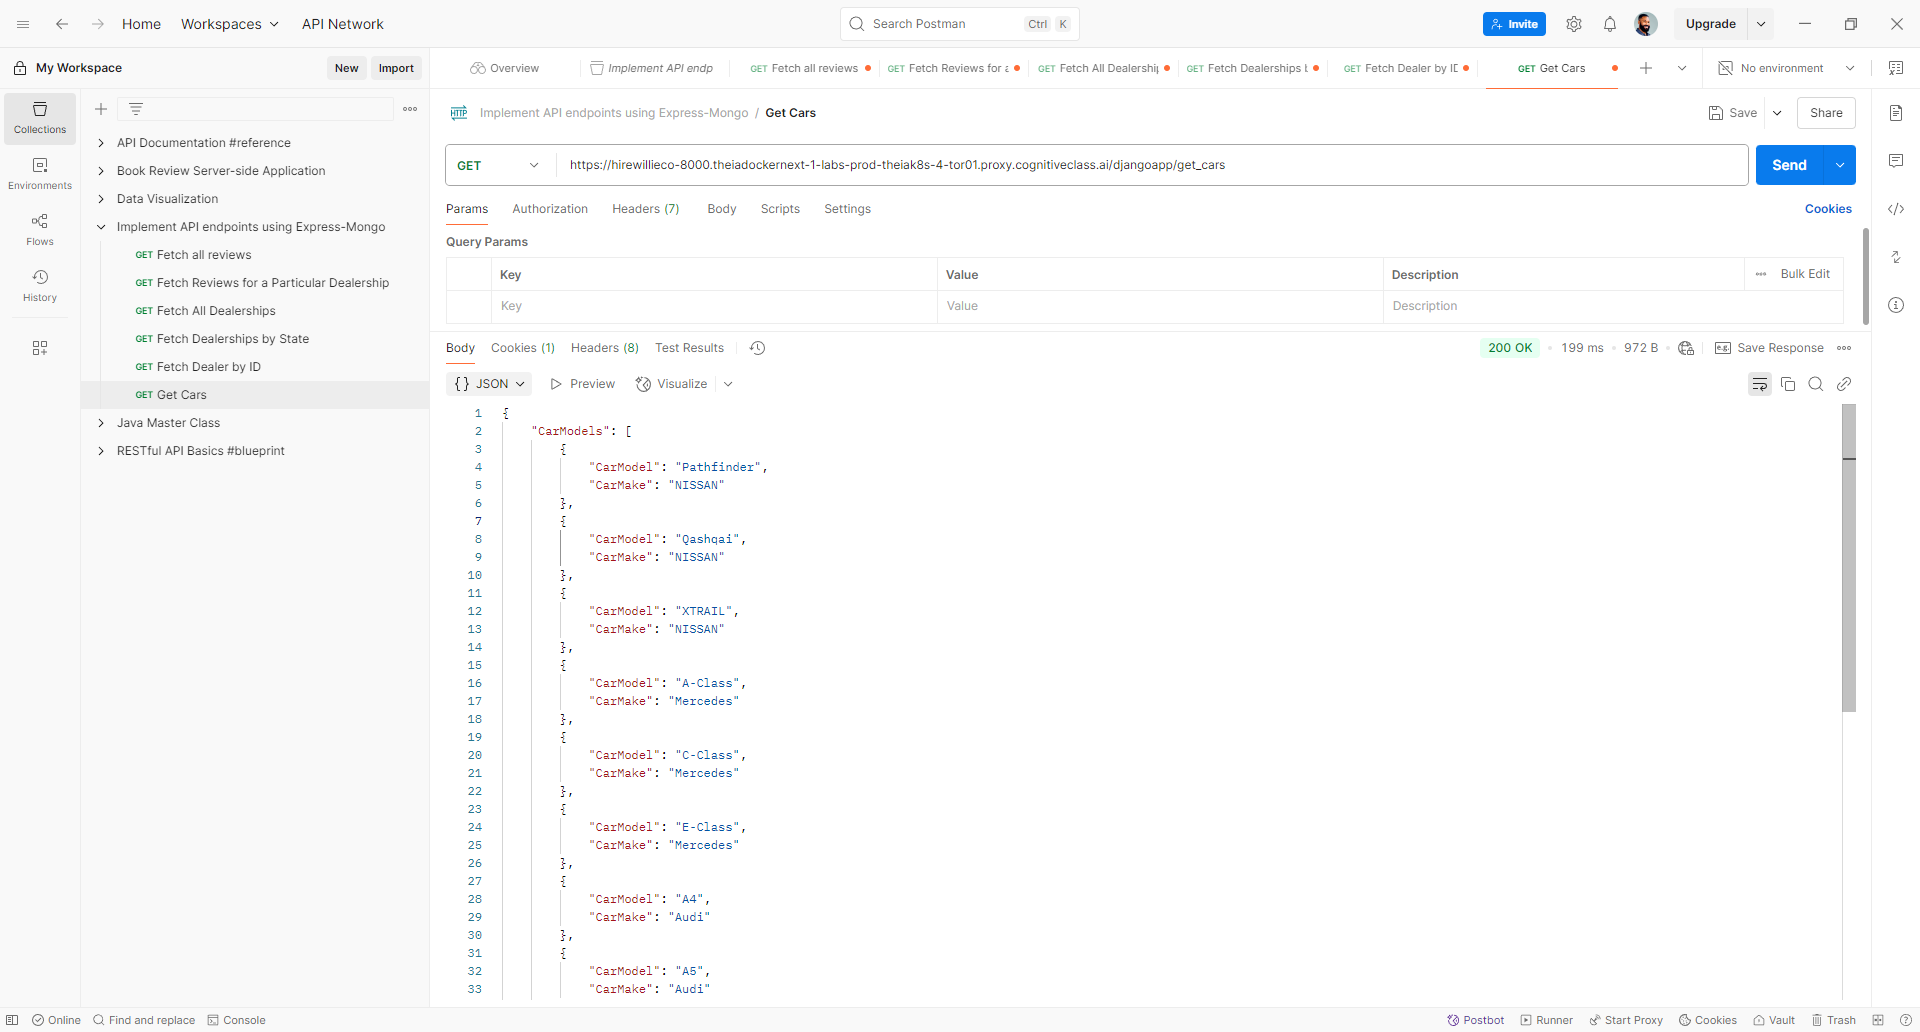 Home Workspaces API Network Search Postman Ctrl K Invite Upgrade
My Workspace New Import Overview Implement API endp GET Fetch all reviews GET Fetch Reviews for a GET Fetch All Dealership GET Fetch Dealerships b GET Fetch Dealer by ID GET Get Cars No environment
Collections
Environments
Flows
History
API Documentation #reference
Book Review Server-side Application
Data Visualization
Implement API endpoints using Express-Mongo
GET Fetch all reviews
GET Fetch Reviews for a Particular Dealership
GET Fetch All Dealerships
GET Fetch Dealerships by State
GET Fetch Dealer by ID
GET Get Cars
Java Master Class
RESTful API Basics #blueprint
HTTP Implement API endpoints using Express-Mongo / Get Cars Save Share
GET https://hirewillieco-8000.theiadockernext-1-labs-prod-theiak8s-4-tor01.proxy.cognitiveclass.ai/djangoapp/get_cars Send
Params Authorization Headers (7) Body Scripts Settings Cookies
Query Params
Key Value Description Bulk Edit
Key Value Description
Body Cookies (1) Headers (8) Test Results 200 OK 199 ms 972 B e.g. Save Response
{} JSON Preview Visualize
1 {
2 "CarModels": [
3 {
4 "CarModel": "Pathfinder",
5 "CarMake": "NISSAN"
6 },
7 {
8 "CarModel": "Qashqai",
9 "CarMake": "NISSAN"
10 },
11 {
12 "CarModel": "XTRAIL",
13 "CarMake": "NISSAN"
14 },
15 {
16 "CarModel": "A-Class",
17 "CarMake": "Mercedes"
18 },
19 {
20 "CarModel": "C-Class",
21 "CarMake": "Mercedes"
22 },
23 {
24 "CarModel": "E-Class",
25 "CarMake": "Mercedes"
26 },
27 {
28 "CarModel": "A4",
29 "CarMake": "Audi"
30 },
31 {
32 "CarModel": "A5",
33 "CarMake": "Audi"
Online Find and replace Console Postbot Runner Start Proxy Cookies Vault Trash